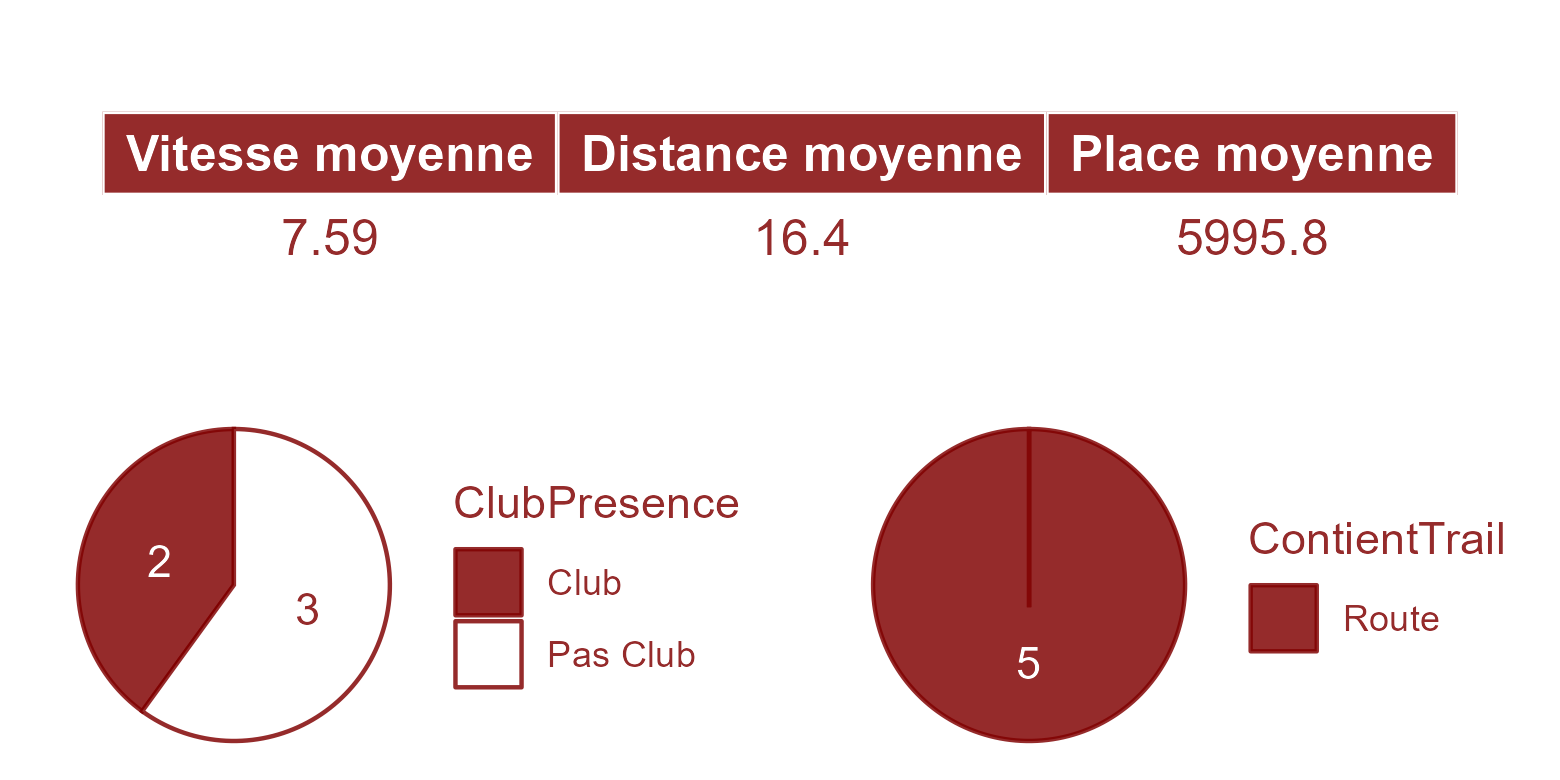 Vitesse moyenne Distance moyenne Place moyenne
7.59 16.4 5995.8
2
3
ClubPresence
Club
Pas Club
5
ContientTrail
Route